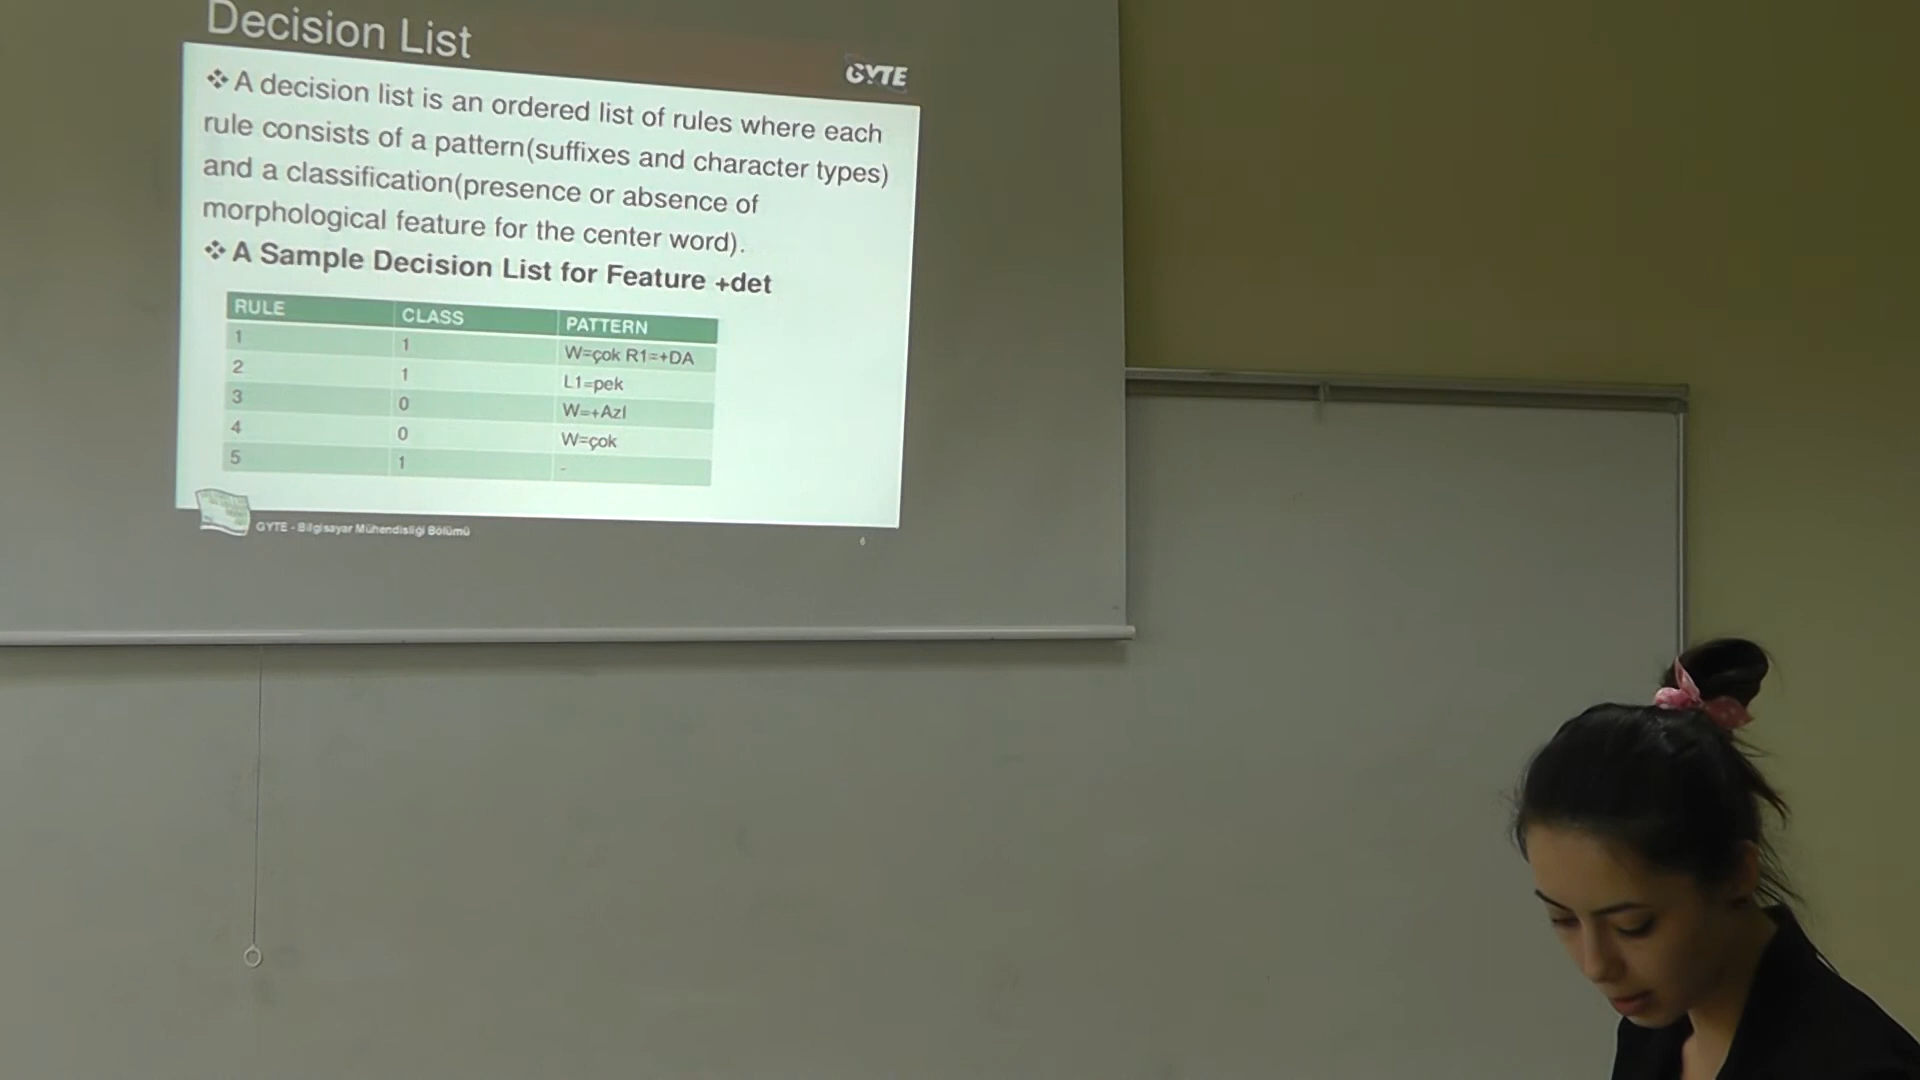 Decision List
GYTE
❖ A decision list is an ordered list of rules where each
rule consists of a pattern(suffixes and character types)
and a classification(presence or absence of
morphological feature for the center word).
❖ A Sample Decision List for Feature +det
RULE CLASS PATTERN
1 1 W=çok R1=+DA
2 1 L1=pek
3 0 W=+AzI
4 0 W=çok
5 1 -
GYTE - Bilgisayar Mühendisliği Bölümü
6